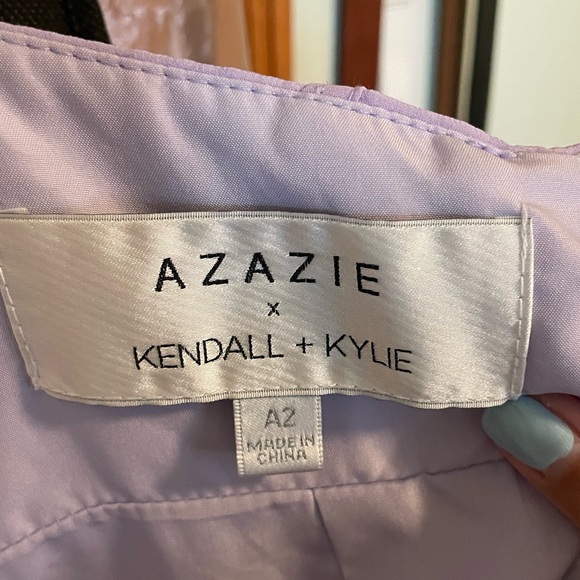 AZAZIE
x
KENDALL + KYLIE
A2
MADE IN
CHINA